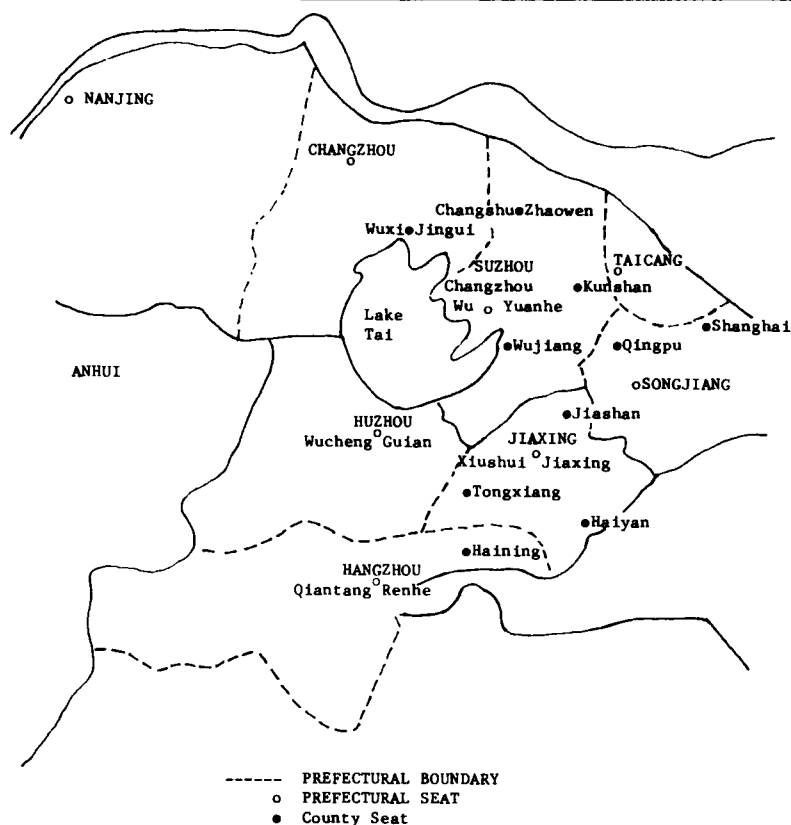 NANJING
CHANGZHOU
Changshu Zhaowen
Wuxi Jingui
SUZHOU
TAICANG
Changzhou
Kunshan
Wu Yuanhe
Lake
Tai
Shanghai
Wujiang
Qingpu
ANHUI
SONGJIANG
Jiashan
HUZHOU
Wucheng Guian
JIAXING
Xiushui Jiaxing
Tongxiang
Haiyan
Haining
HANGZHOU
Qiantang Renhe
PREFECTURAL BOUNDARY
PREFECTURAL SEAT
County Seat